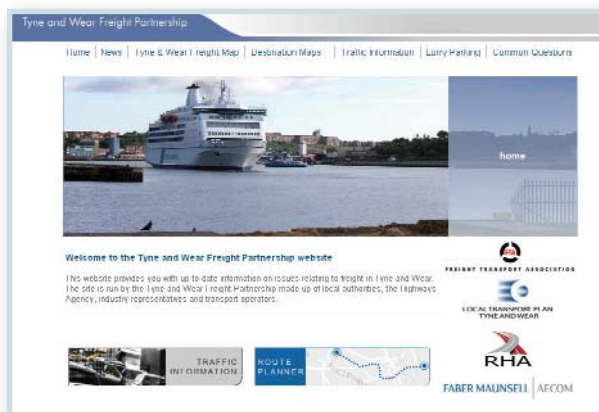 Tyne and Wear Freight Partnership
Home | News | Tyne & Wear Freight Map | Destination Maps | Traffic Information | Lorry Parking | Common Questions
home
Welcome to the Tyne and Wear Freight Partnership website
This website provides you with up to date information on issues relating to freight in Tyne and Wear.
The site is run by the Tyne and Wear Freight Partnership made up of local authorities, the Highways
Agency, industry representatives and transport operators.
FREIGHT TRANSPORT ASSOCIATION
LOCAL TRANSPORT PLAN
TYNE AND WEAR
RHA
TRAFFIC
INFORMATION
ROUTE
PLANNER
FABER MAUNSELL | AECOM